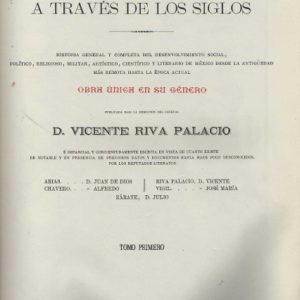 A TRAVÉS DE LOS SIGLOS
HISTORIA GENERAL Y COMPLETA DEL DESENVOLVIMIENTO SOCIAL,
POLÍTICO, RELIGIOSO, MILITAR, ARTÍSTICO, CIENTÍFICO Y LITERARIO DE MÉXICO DESDE LA ANTIGÜEDAD
MÁS REMOTA HASTA LA ÉPOCA ACTUAL
OBRA ÚNICA EN SU GÉNERO
PUBLICADA BAJO LA DIRECCIÓN DEL GENERAL
D. VICENTE RIVA PALACIO
É IMPARCIAL Y CONCIENZUDAMENTE ESCRITA EN VISTA DE CUANTO EXISTE
DE NOTABLE Y EN PRESENCIA DE PRECIOSOS DATOS Y DOCUMENTOS HASTA HACE POCO DESCONOCIDOS,
POR LOS REPUTADOS LITERATOS
ARIAS. . . . D. JUAN DE DIOS
CHAVERO. . . . » ALFREDO
RIVA PALACIO, D. VICENTE
VIGIL. . . . » JOSÉ MARÍA
ZÁRATE, D. JULIO
TOMO PRIMERO